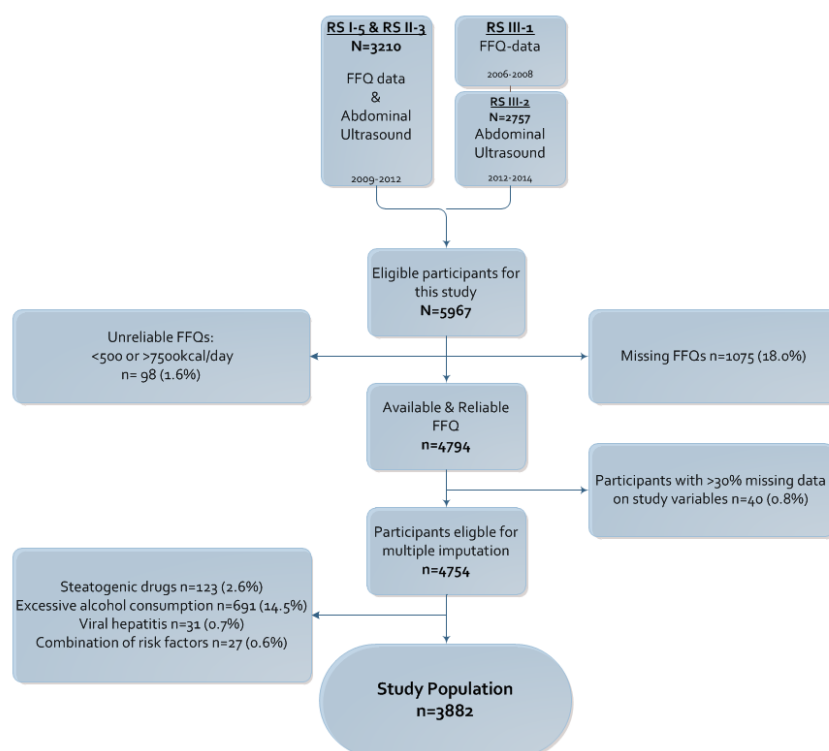 RS I-5 & RS II-3
N=3210
FFQ data
&
Abdominal
Ultrasound
2009-2012
RS III-1
FFQ-data
2006-2008
RS III-2
N=2757
Abdominal
Ultrasound
2012-2014
Eligible participants for
this study
N=5967
Unreliable FFQs:
<500 or >7500kcal/day
n= 98 (1.6%)
Missing FFQs n=1075 (18.0%)
Available & Reliable
FFQ
n=4794
Participants with >30% missing data
on study variables n=40 (0.8%)
Participants eligble for
multiple imputation
n=4754
Steatogenic drugs n=123 (2.6%)
Excessive alcohol consumption n=691 (14.5%)
Viral hepatitis n=31 (0.7%)
Combination of risk factors n=27 (0.6%)
Study Population
n=3882